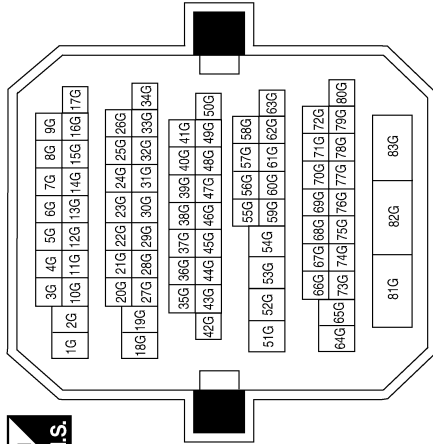 3G 4G 5G 6G 7G 8G 9G
1G 2G 10G 11G 12G 13G 14G 15G 16G 17G
20G 21G 22G 23G 24G 25G 26G
18G 19G 27G 28G 29G 30G 31G 32G 33G 34G
35G 36G 37G 38G 39G 40G 41G
42G 43G 44G 45G 46G 47G 48G 49G 50G
55G 56G 57G 58G
51G 52G 53G 54G 59G 60G 61G 62G 63G
66G 67G 68G 69G 70G 71G 72G
64G 65G 73G 74G 75G 76G 77G 78G 79G 80G
81G 82G 83G
I.S.